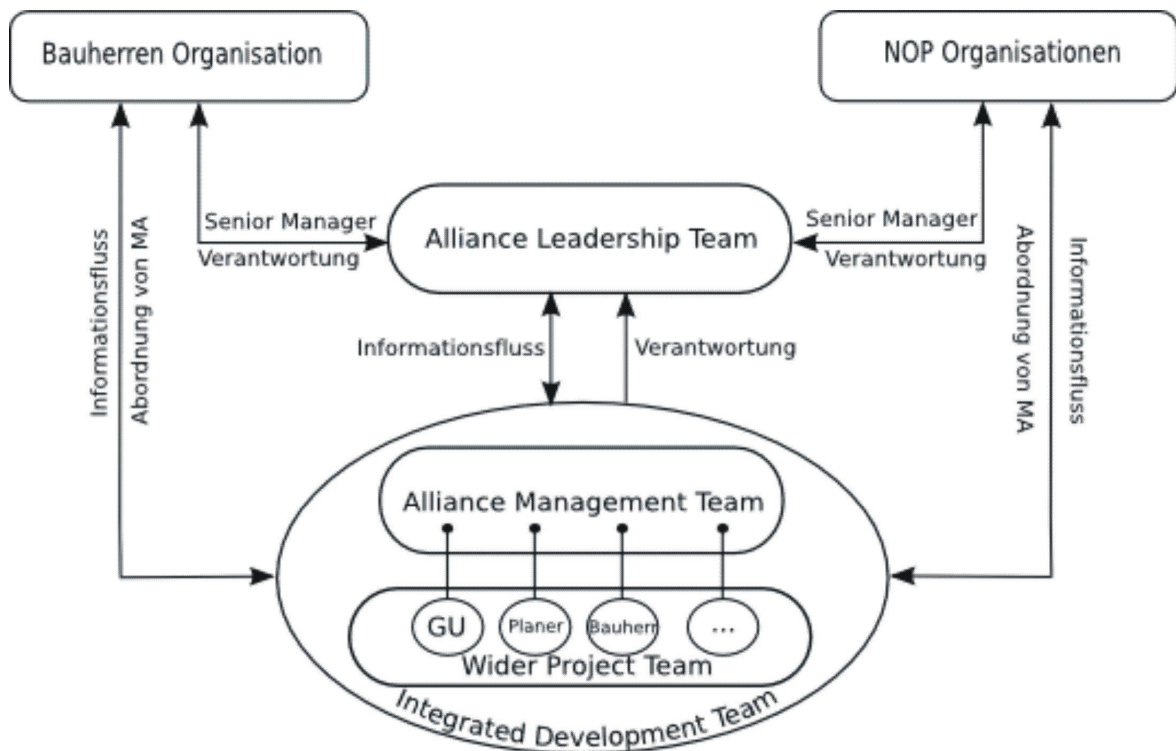 Bauherren Organisation
NOP Organisationen
Senior Manager
Verantwortung
Alliance Leadership Team
Senior Manager
Verantwortung
Informationsfluss
Abordnung von MA
Informationsfluss
Verantwortung
Abordnung von MA
Informationsfluss
Alliance Management Team
GU
Planer
Bauherr
...
Wider Project Team
Integrated Development Team